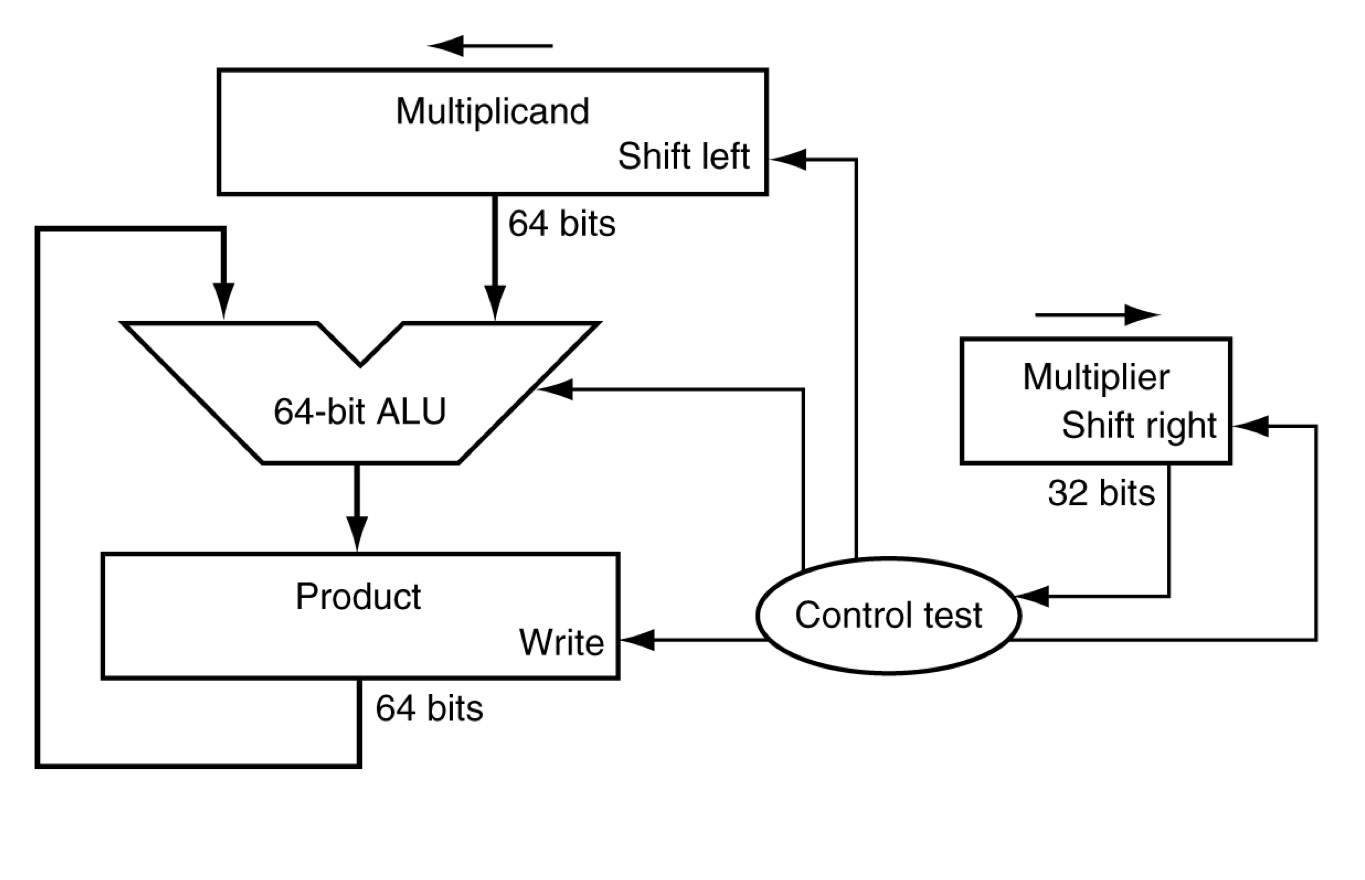 Multiplicand
Shift left
64 bits
64-bit ALU
Multiplier
Shift right
32 bits
Product
Write
Control test
64 bits